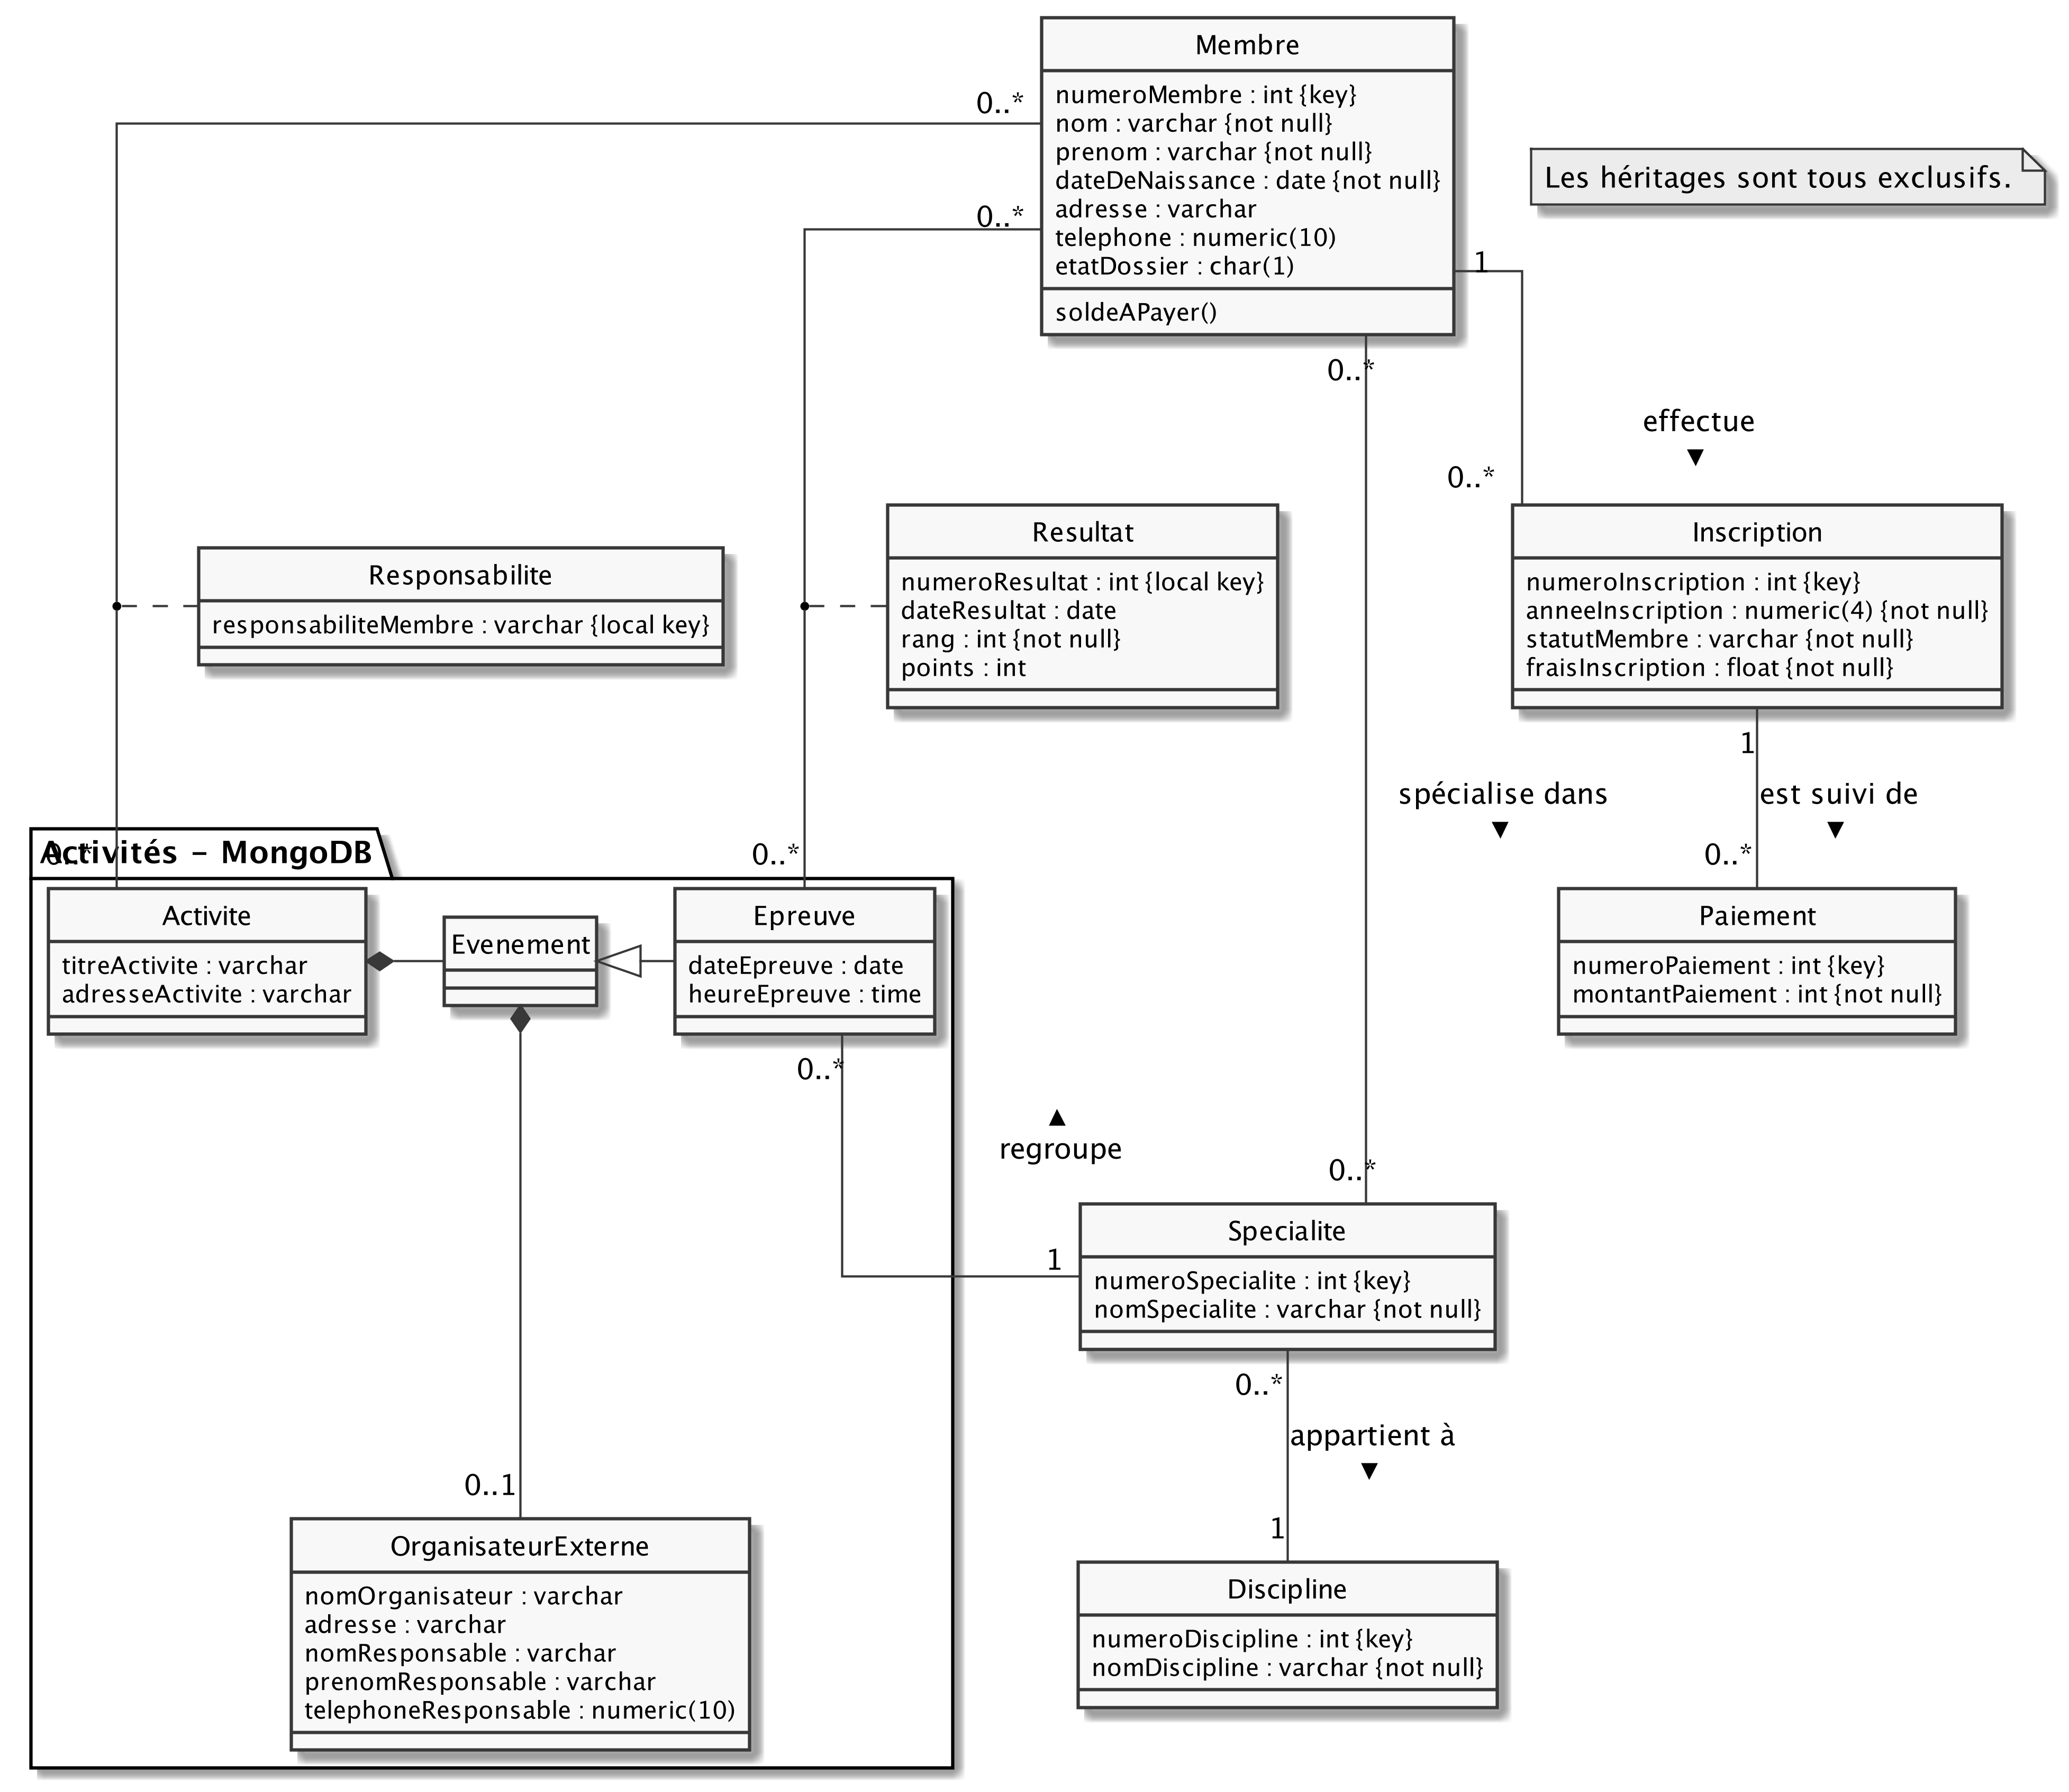 Membre
numeroMembre : int {key}
nom : varchar {not null}
prenom : varchar {not null}
dateDeNaissance : date {not null}
adresse : varchar
telephone : numeric(10)
etatDossier : char(1)
soldeAPayer()
0..*
0..*
1
0..*
Les héritages sont tous exclusifs.
effectue
▼
0..*
Responsabilite
responsabiliteMembre : varchar {local key}
Resultat
numeroResultat : int {local key}
dateResultat : date
rang : int {not null}
points : int
Inscription
numeroInscription : int {key}
anneeInscription : numeric(4) {not null}
statutMembre : varchar {not null}
fraisInscription : float {not null}
1
spécialise dans
▼
est suivi de
▼
0..*
Activités - MongoDB
0..*
0..*
Activite
titreActivite : varchar
adresseActivite : varchar
Evenement
Epreuve
dateEpreuve : date
heureEpreuve : time
Paiement
numeroPaiement : int {key}
montantPaiement : int {not null}
0..*
▲
regroupe
0..*
1
Specialite
numeroSpecialite : int {key}
nomSpecialite : varchar {not null}
0..*
appartient à
▼
1
0..1
OrganisateurExterne
nomOrganisateur : varchar
adresse : varchar
nomResponsable : varchar
prenomResponsable : varchar
telephoneResponsable : numeric(10)
Discipline
numeroDiscipline : int {key}
nomDiscipline : varchar {not null}